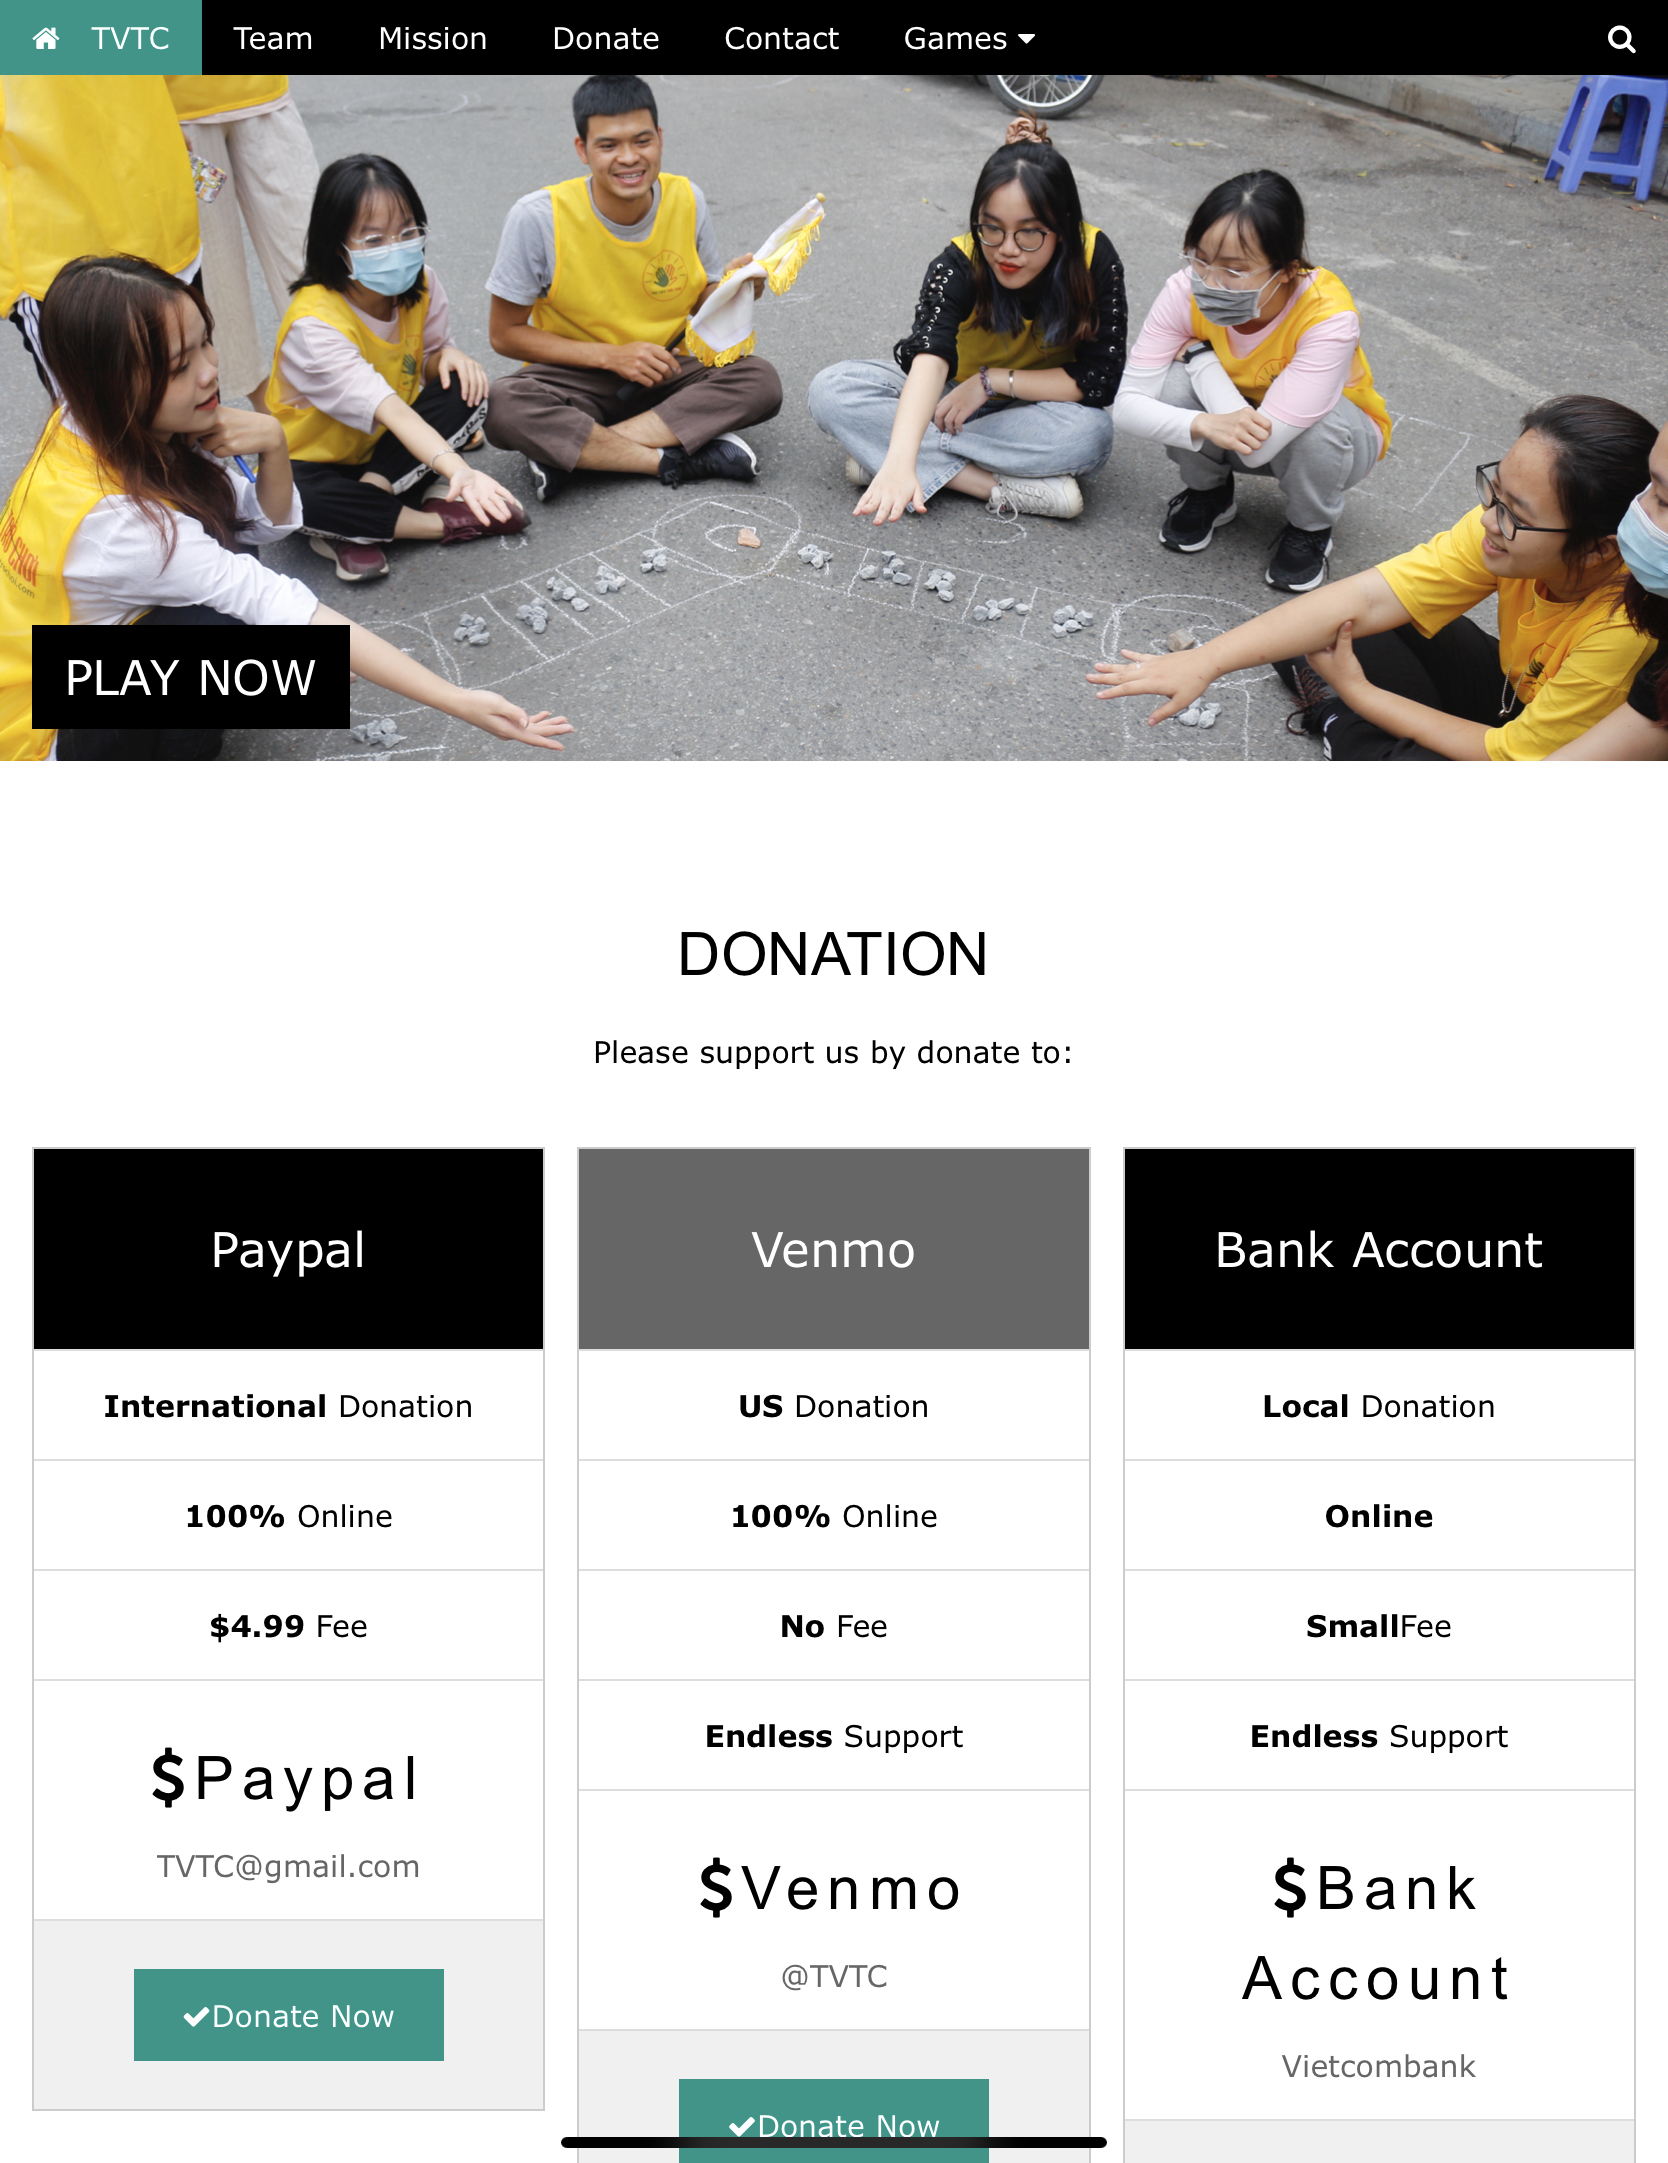 TVTC
Team
Mission
Donate
Contact
Games
PLAY NOW
DONATION
Please support us by donate to:
Paypal
International Donation
100% Online
$4.99 Fee
$Paypal
TVTC@gmail.com
Donate Now
Venmo
US Donation
100% Online
No Fee
Endless Support
$Venmo
@TVTC
Donate Now
Bank Account
Local Donation
Online
SmallFee
Endless Support
$Bank
Account
Vietcombank